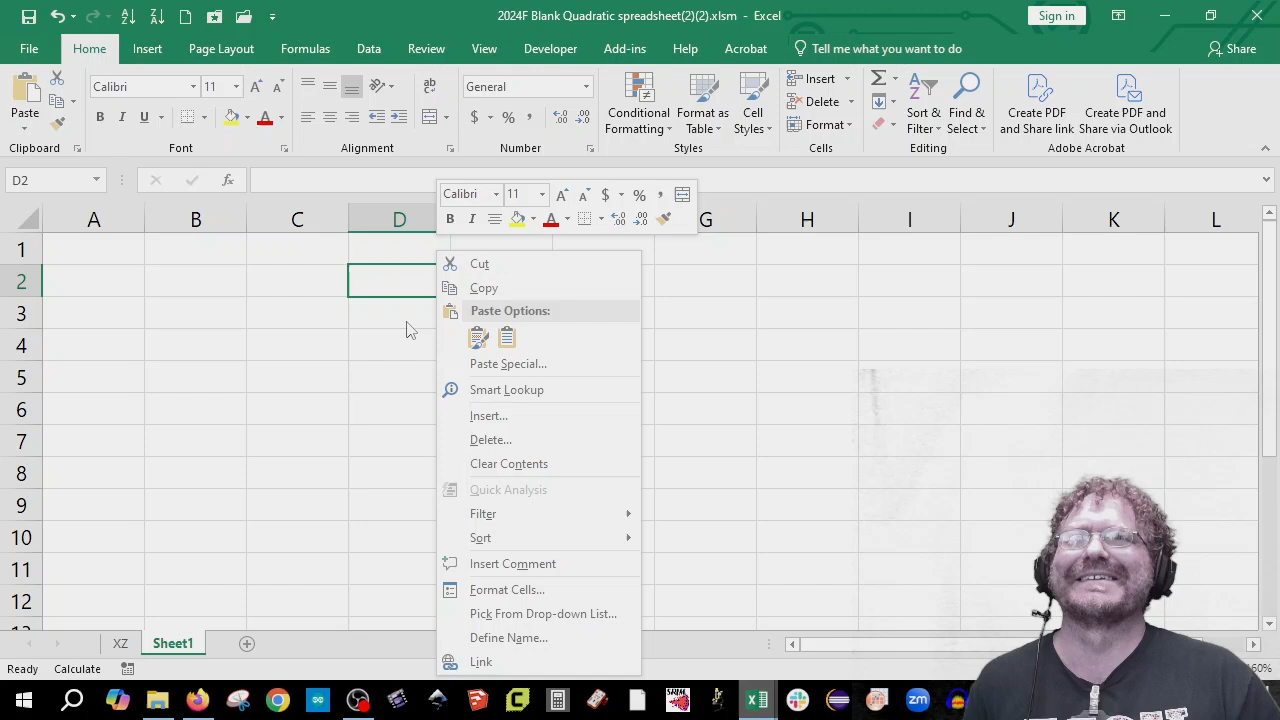 2024F Blank Quadratic spreadsheet(2)(2).xlsm - Excel
Sign in
File Home Insert Page Layout Formulas Data Review View Developer Add-ins Help Acrobat Tell me what you want to do Share
Paste
Clipboard
Calibri 11
B I U
Font
Alignment
General
$ % ,
Number
Conditional Formatting
Format as Table
Cell Styles
Styles
Insert
Delete
Format
Cells
Sort & Filter
Find & Select
Editing
Create PDF and Share link
Create PDF and Share via Outlook
Adobe Acrobat
D2
fx
Calibri 11 $ % ,
B I A
A B C D G H I J K L
1
2
3
4
5
6
7
8
9
10
11
12
Cut
Copy
Paste Options:
Paste Special...
Smart Lookup
Insert...
Delete...
Clear Contents
Quick Analysis
Filter
Sort
Insert Comment
Format Cells...
Pick From Drop-down List...
Define Name...
Link
XZ Sheet1
Ready Calculate
160%
zm